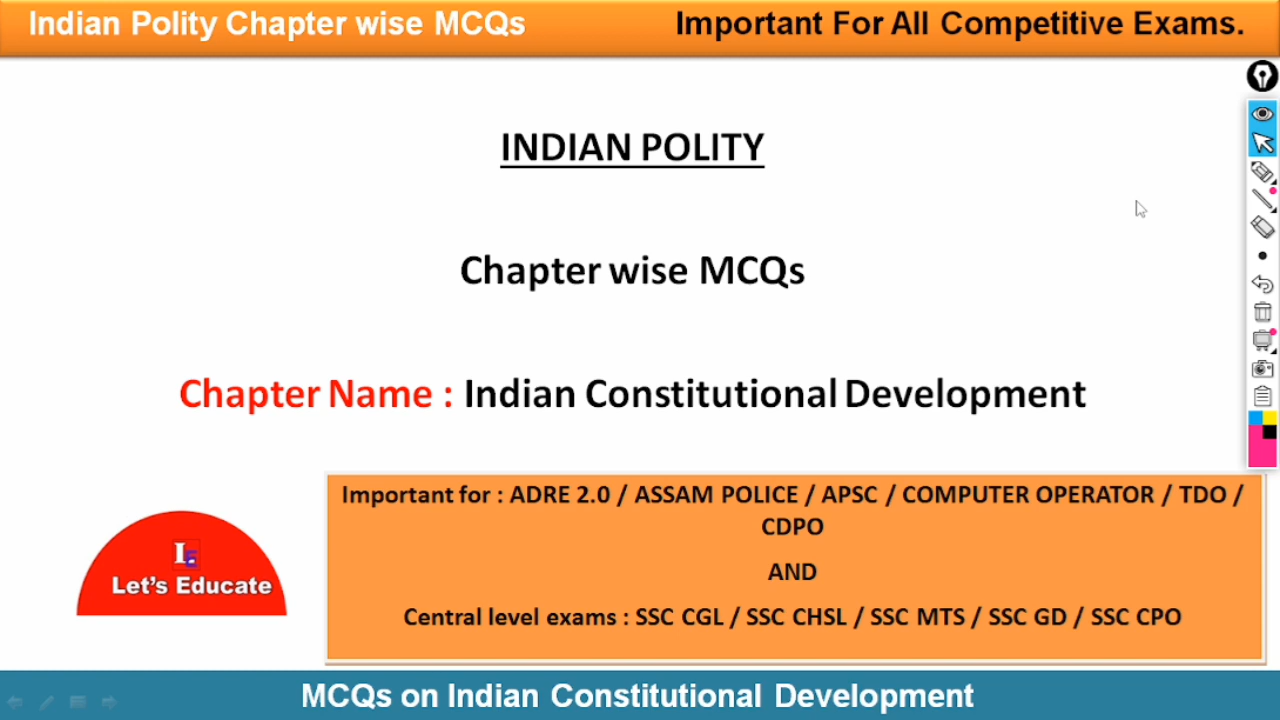 Indian Polity Chapter wise MCQs
Important For All Competitive Exams.
INDIAN POLITY
Chapter wise MCQs
Chapter Name : Indian Constitutional Development
Important for : ADRE 2.0 / ASSAM POLICE / APSC / COMPUTER OPERATOR / TDO /
CDPO
AND
Central level exams : SSC CGL / SSC CHSL / SSC MTS / SSC GD / SSC CPO
LE
Let's Educate
MCQs on Indian Constitutional Development